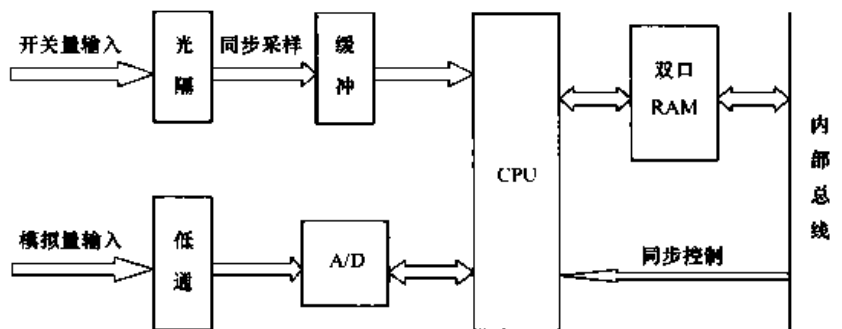 开关量输入
光隔
同步采样
缓冲
双口
RAM
内部总线
CPU
模拟量输入
低通
A/D
同步控制